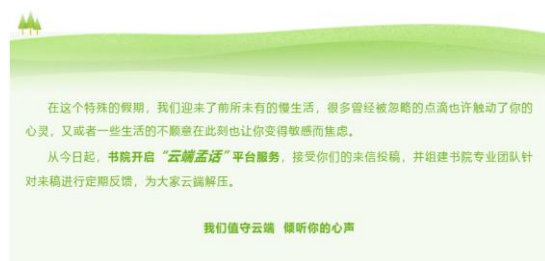 在这个特殊的假期，我们迎来了前所未有的慢生活，很多曾经被忽略的点滴也许触动了你的
心灵，又或者一些生活的不顺意在此刻也让你变得敏感而焦虑。
从今日起，书院开启“云端孟话”平台服务，接受你们的来信投稿，并组建书院专业团队针
对来稿进行定期反馈，为大家云端解压。
我们值守云端 倾听你的心声